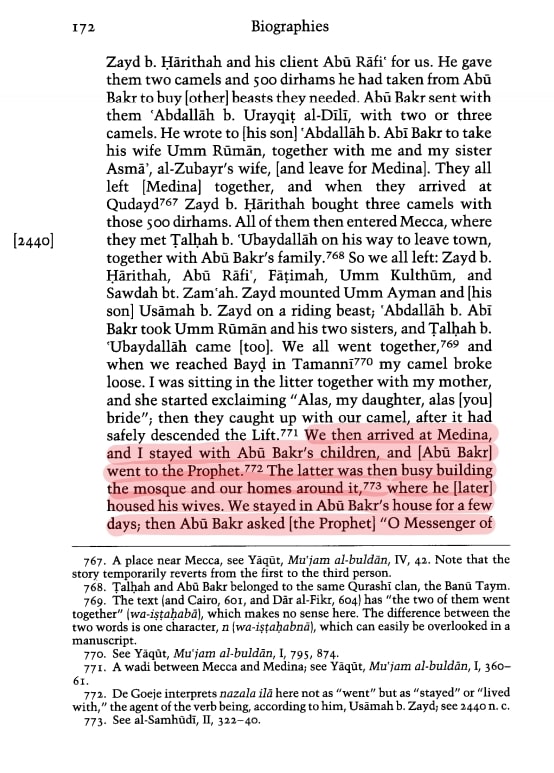 172 Biographies
Zayd b. Ḥārithah and his client Abū Rāfiʿ for us. He gave
them two camels and 500 dirhams he had taken from Abū
Bakr to buy [other] beasts they needed. Abū Bakr sent with
them ʿAbdallāh b. Urayqiṭ al-Dīlī, with two or three
camels. He wrote to [his son] ʿAbdallāh b. Abī Bakr to take
his wife Umm Rūmān, together with me and my sister
Asmāʾ, al-Zubayr's wife, [and leave for Medina]. They all
left [Medina] together, and when they arrived at
Qudayd⁷⁶⁷ Zayd b. Ḥārithah bought three camels with
those 500 dirhams. All of them then entered Mecca, where
[2440] they met Ṭalḥah b. ʿUbaydallāh on his way to leave town,
together with Abū Bakr's family.⁷⁶⁸ So we all left: Zayd b.
Ḥārithah, Abū Rāfiʿ, Fāṭimah, Umm Kulthūm, and
Sawdah bt. Zamʿah. Zayd mounted Umm Ayman and [his
son] Usāmah b. Zayd on a riding beast; ʿAbdallāh b. Abī
Bakr took Umm Rūmān and his two sisters, and Ṭalḥah b.
ʿUbaydallāh came [too]. We all went together,⁷⁶⁹ and
when we reached Bayḍ in Tamannī⁷⁷⁰ my camel broke
loose. I was sitting in the litter together with my mother,
and she started exclaiming "Alas, my daughter, alas [you]
bride"; then they caught up with our camel, after it had
safely descended the Lift.⁷⁷¹ We then arrived at Medina,
and I stayed with Abū Bakr's children, and [Abū Bakr]
went to the Prophet.⁷⁷² The latter was then busy building
the mosque and our homes around it,⁷⁷³ where he [later]
housed his wives. We stayed in Abū Bakr's house for a few
days; then Abū Bakr asked [the Prophet] "O Messenger of
767. A place near Mecca, see Yāqūt, Muʿjam al-buldān, IV, 42. Note that the
story temporarily reverts from the first to the third person.
768. Ṭalḥah and Abū Bakr belonged to the same Qurashī clan, the Banū Taym.
769. The text (and Cairo, 601, and Dār al-Fikr, 604) has "the two of them went
together" (wa-iṣṭaḥabā), which makes no sense here. The difference between the
two words is one character, n (wa-iṣṭaḥabnā), which can easily be overlooked in a
manuscript.
770. See Yāqūt, Muʿjam al-buldān, I, 795, 874.
771. A wadi between Mecca and Medina; see Yāqūt, Muʿjam al-buldān, I, 360–
61.
772. De Goeje interprets nazala ilā here not as "went" but as "stayed" or "lived
with," the agent of the verb being, according to him, Usāmah b. Zayd; see 2440 n. c.
773. See al-Samhūdī, II, 322–40.